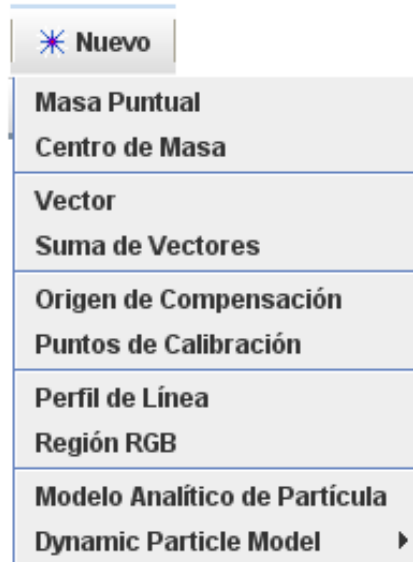 Nuevo
Masa Puntual
Centro de Masa
Vector
Suma de Vectores
Origen de Compensación
Puntos de Calibración
Perfil de Línea
Región RGB
Modelo Analítico de Partícula
Dynamic Particle Model